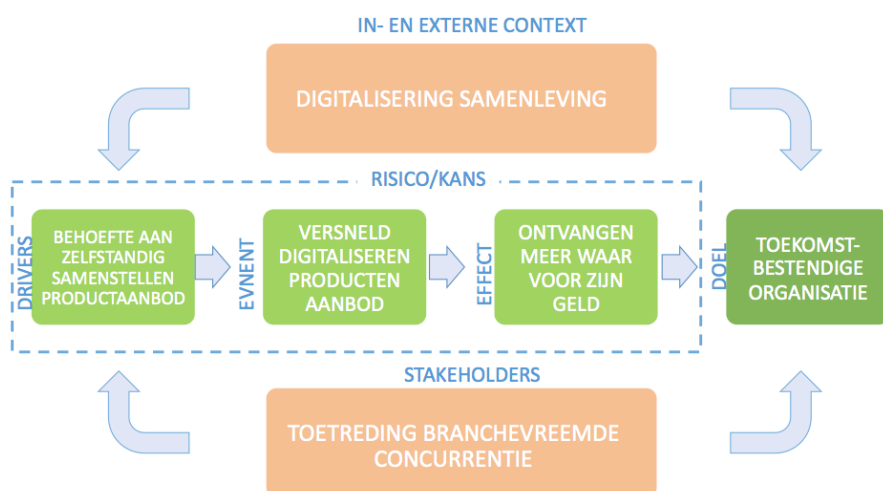 IN- EN EXTERNE CONTEXT
DIGITALISERING SAMENLEVING
RISICO/KANS
DRIVERS
BEHOEFTE AAN
ZELFSTANDIG
SAMENSTELLEN
PRODUCTAANBOD
EVNENT
VERSNELD
DIGITALISEREN
PRODUCTEN
AANBOD
EFFECT
ONTVANGEN
MEER WAAR
VOOR ZIJN
GELD
DOEL
TOEKOMST-
BESTENDIGE
ORGANISATIE
STAKEHOLDERS
TOETREDING BRANCHEVREEMDE
CONCURRENTIE